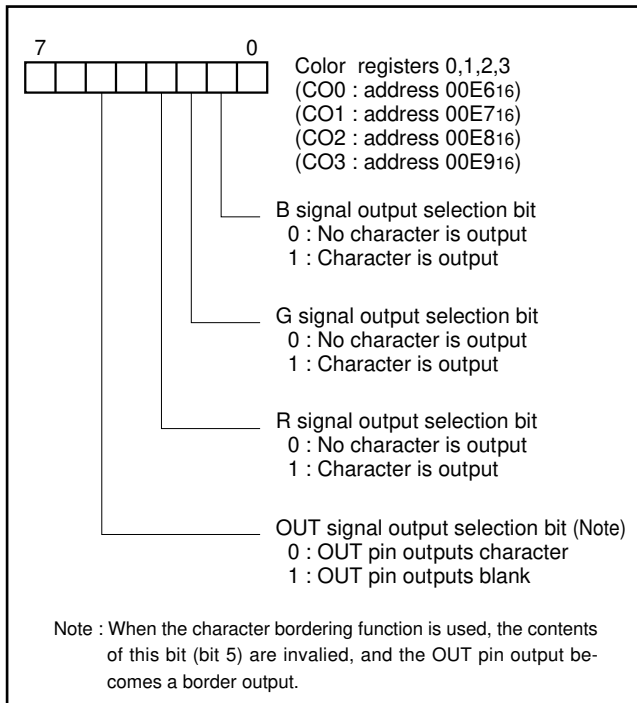 7 0
Color registers 0,1,2,3
(CO0 : address 00E616)
(CO1 : address 00E716)
(CO2 : address 00E816)
(CO3 : address 00E916)
B signal output selection bit
0 : No character is output
1 : Character is output
G signal output selection bit
0 : No character is output
1 : Character is output
R signal output selection bit
0 : No character is output
1 : Character is output
OUT signal output selection bit (Note)
0 : OUT pin outputs character
1 : OUT pin outputs blank
Note : When the character bordering function is used, the contents
of this bit (bit 5) are invalied, and the OUT pin output be-
comes a border output.